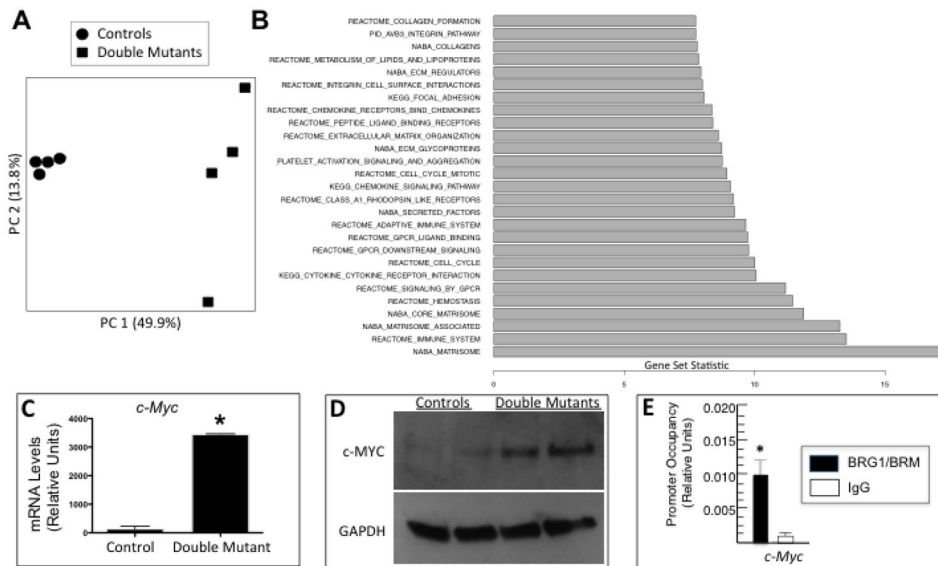 A
Controls
Double Mutants
PC 2 (13.8%)
PC 1 (49.9%)
B
REACTOME_COLLAGEN_FORMATION
PID_AVB3_INTEGRIN_PATHWAY
NABA_COLLAGENS
REACTOME_METABOLISM_OF_LIPIDS_AND_LIPOPROTEINS
NABA_ECM_REGULATORS
REACTOME_INTEGRIN_CELL_SURFACE_INTERACTIONS
KEGG_FOCAL_ADHESION
REACTOME_CHEMOKINE_RECEPTORS_BIND_CHEMOKINES
REACTOME_PEPTIDE_LIGAND_BINDING_RECEPTORS
REACTOME_EXTRACELLULAR_MATRIX_ORGANIZATION
NABA_ECM_GLYCOPROTEINS
PLATELET_ACTIVATION_SIGNALING_AND_AGGREGATION
REACTOME_CELL_CYCLE_MITOTIC
KEGG_CHEMOKINE_SIGNALING_PATHWAY
REACTOME_CLASS_A1_RHODOPSIN_LIKE_RECEPTORS
NABA_SECRETED_FACTORS
REACTOME_ADAPTIVE_IMMUNE_SYSTEM
REACTOME_GPCR_LIGAND_BINDING
REACTOME_GPCR_DOWNSTREAM_SIGNALING
REACTOME_CELL_CYCLE
KEGG_CYTOKINE_CYTOKINE_RECEPTOR_INTERACTION
REACTOME_SIGNALING_BY_GPCR
REACTOME_HEMOSTASIS
NABA_CORE_MATRISOME
NABA_MATRISOME_ASSOCIATED
REACTOME_IMMUNE_SYSTEM
NABA_MATRISOME
Gene Set Statistic
0 5 10 15
C
c-Myc
mRNA Levels
(Relative Units)
4000
3000
2000
1000
0
*
Control Double Mutant
D
Controls Double Mutants
c-MYC
GAPDH
E
Promoter Occupancy
(Relative Units)
0.020
0.015
0.010
0.005
*
c-Myc
BRG1/BRM
IgG